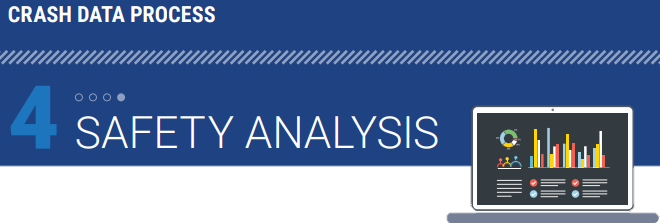 CRASH DATA PROCESS
4
SAFETY ANALYSIS